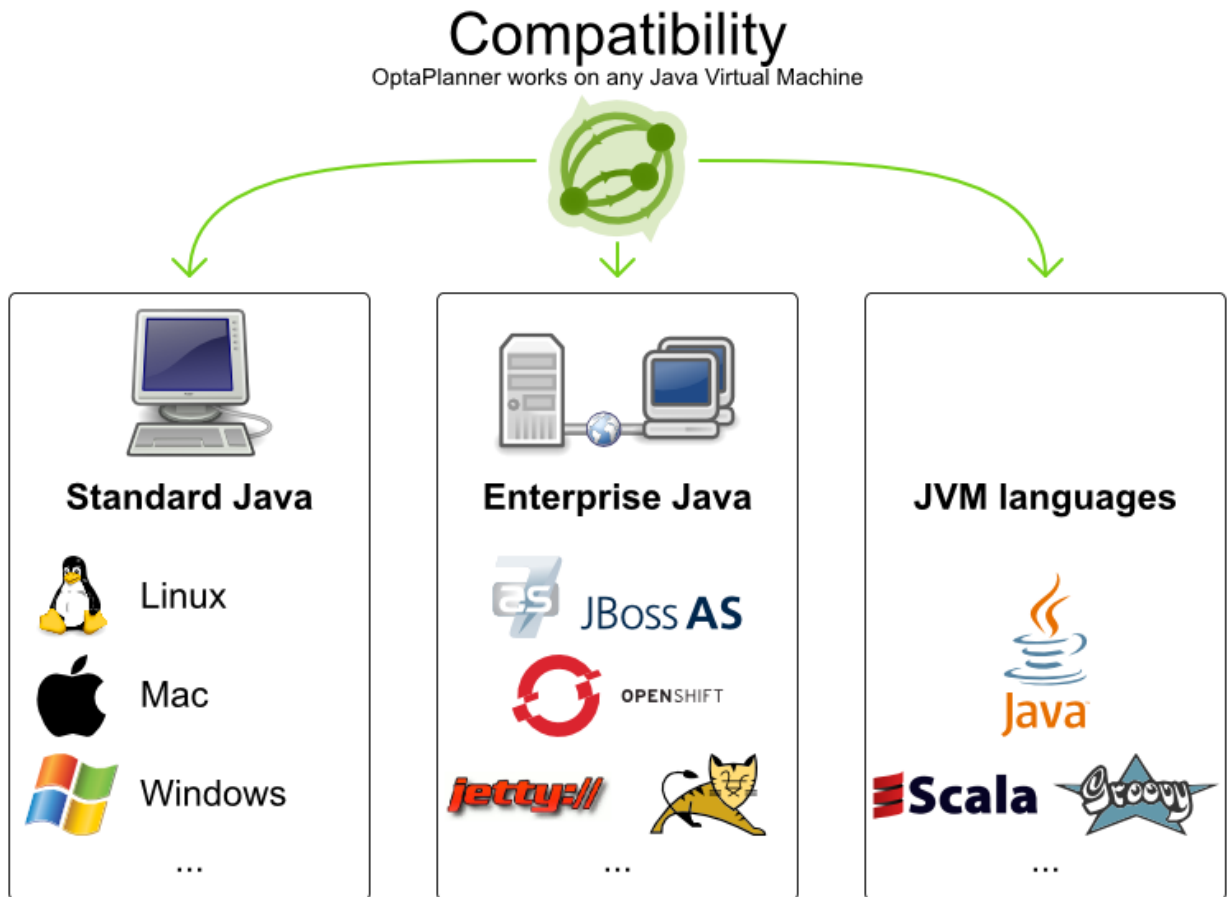 Compatibility
OptaPlanner works on any Java Virtual Machine
Standard Java
Linux
Mac
Windows
...
Enterprise Java
JBoss AS
OPENSHIFT
jetty://
...
JVM languages
Java
Scala
Groovy
...